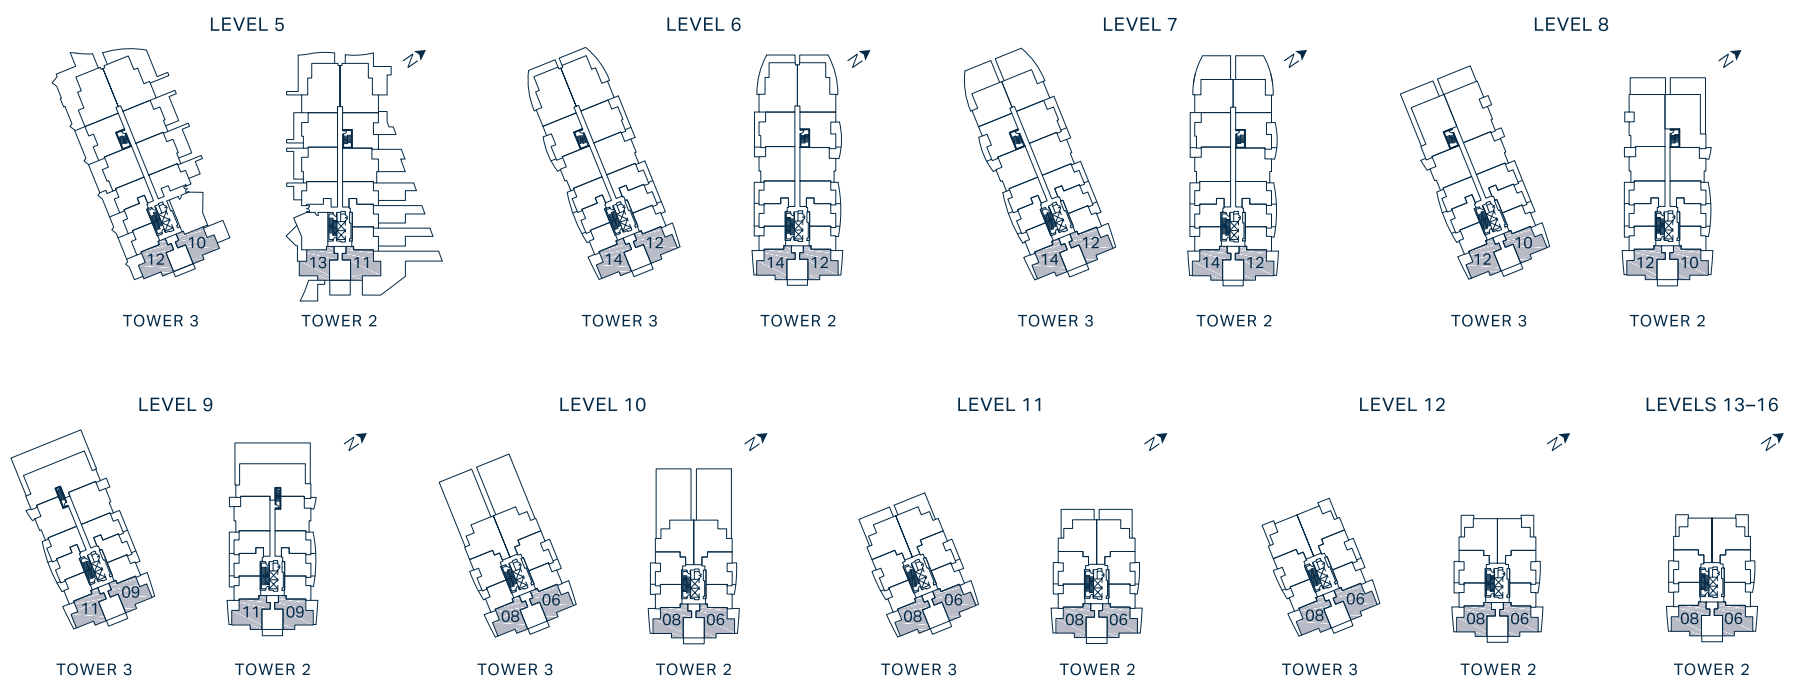 LEVEL 5
LEVEL 6
LEVEL 7
LEVEL 8
N
N
N
N
10
12
13 11
12
14
14 12
12
14
14 12
10
12
12 10
3
TOWER 3
TOWER 2
TOWER 3
TOWER 2
TOWER 3
TOWER 2
TOWER 3
TOWER 2
LEVEL 9
LEVEL 10
LEVEL 11
LEVEL 12
LEVELS 13–16
N
N
N
N
N
09
11
11 09
06
08
08 06
06
08
08 06
06
08
08 06
08 06
TOWER 3
TOWER 2
TOWER 3
TOWER 2
TOWER 3
TOWER 2
TOWER 3
TOWER 2
TOWER 2